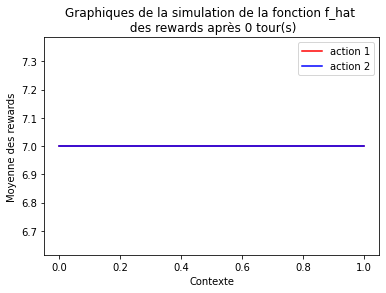 Graphiques de la simulation de la fonction f_hat
des rewards après 0 tour(s)
action 1
action 2
7.3
7.2
7.1
7.0
6.9
6.8
6.7
Moyenne des rewards
0.0 0.2 0.4 0.6 0.8 1.0
Contexte